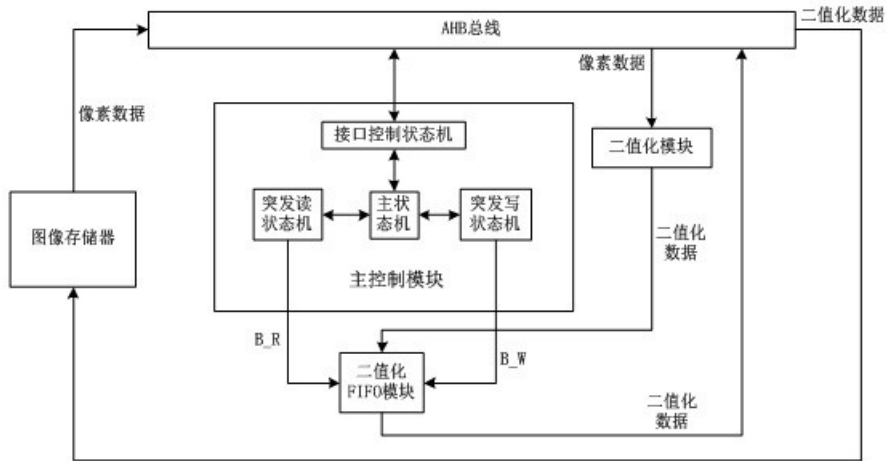 二值化数据
AHB总线
像素数据
像素数据
接口控制状态机
二值化模块
突发读
状态机
主状
态机
突发写
状态机
图像存储器
二值化
数据
主控制模块
B_R
B_W
二值化
FIFO模块
二值化
数据